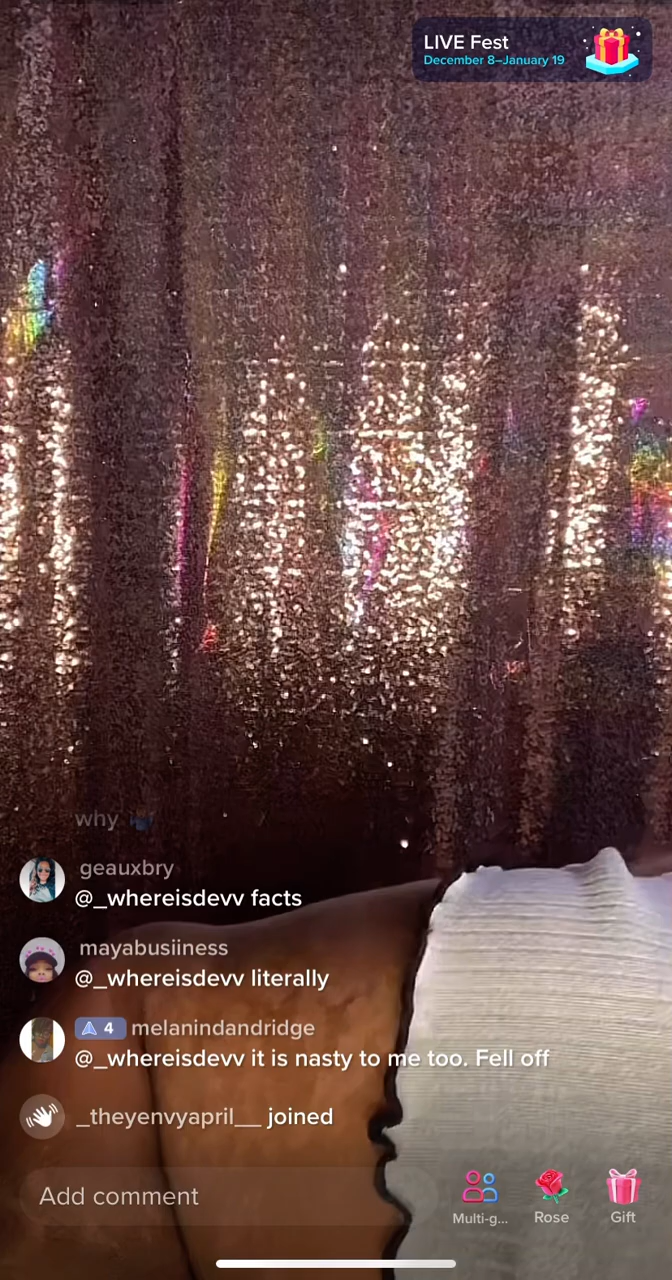 LIVE Fest
December 8–January 19
why
geauxbry
@_whereisdevv facts
mayabusiiness
@_whereisdevv literally
4 melanindandridge
@_whereisdevv it is nasty to me too. Fell off
_theyenvyapril__ joined
Add comment
Multi-g... Rose Gift